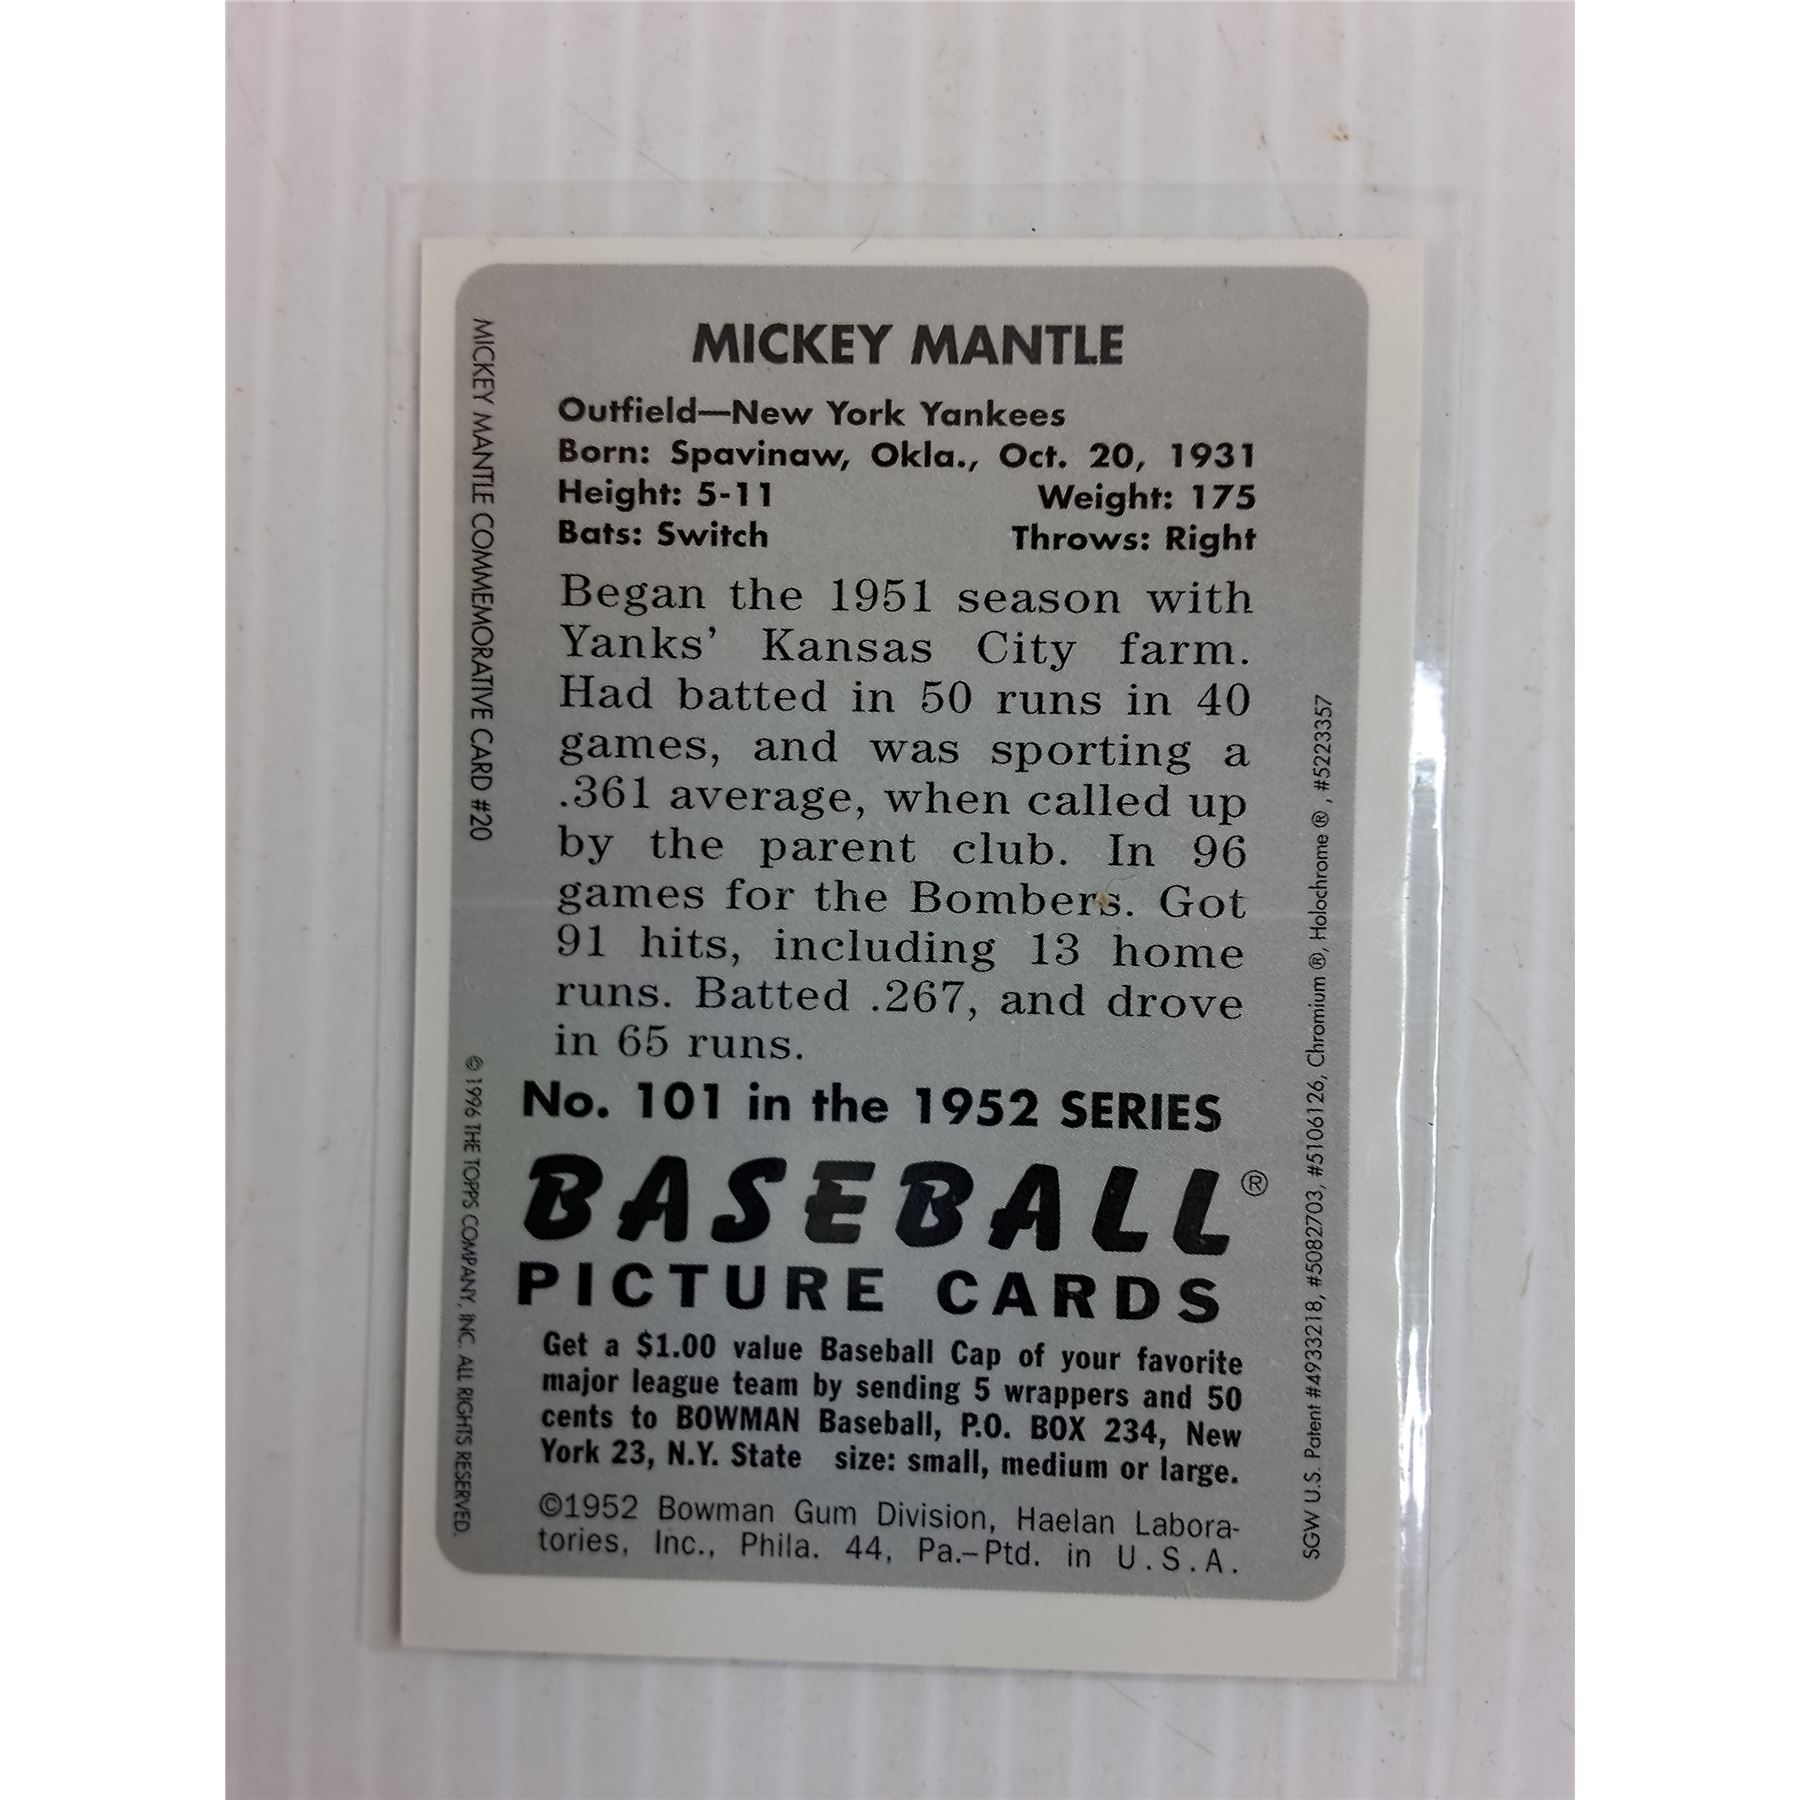 MICKEY MANTLE
Outfield—New York Yankees
Born: Spavinaw, Okla., Oct. 20, 1931
Height: 5-11 Weight: 175
Bats: Switch Throws: Right
Began the 1951 season with
Yanks' Kansas City farm.
Had batted in 50 runs in 40
games, and was sporting a
.361 average, when called up
by the parent club. In 96
games for the Bombers. Got
91 hits, including 13 home
runs. Batted .267, and drove
in 65 runs.
No. 101 in the 1952 SERIES
BASEBALL®
PICTURE CARDS
Get a $1.00 value Baseball Cap of your favorite
major league team by sending 5 wrappers and 50
cents to BOWMAN Baseball, P.O. BOX 234, New
York 23, N.Y. State size: small, medium or large.
©1952 Bowman Gum Division, Haelan Labora-
tories, Inc., Phila. 44, Pa.–Ptd. in U.S.A.
MICKEY MANTLE COMMEMORATIVE CARD #20
© 1996 THE TOPPS COMPANY, INC. ALL RIGHTS RESERVED.
SGW U.S. Patent #4933218, #5082703, #5106126, Chromium ®, Holochrome ® , #5223357